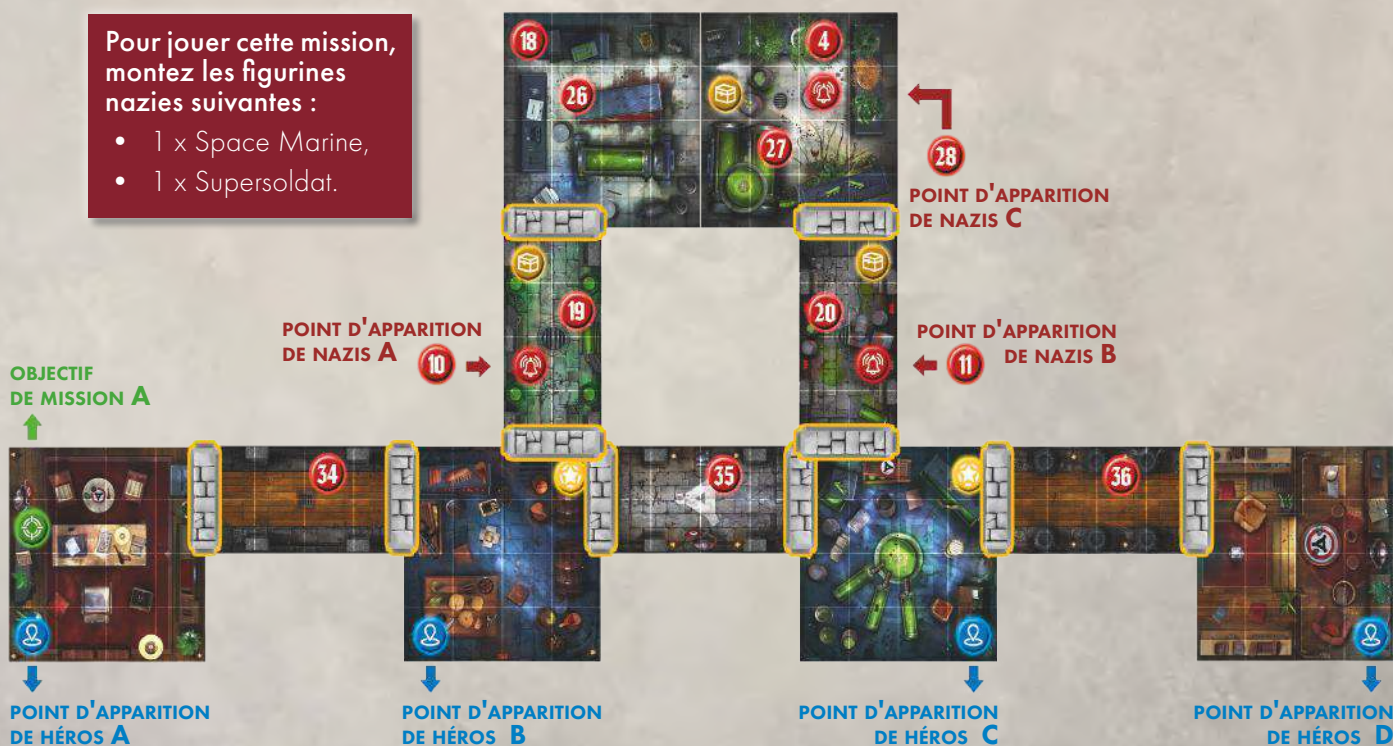 Pour jouer cette mission,
montez les figurines
nazies suivantes :
• 1 x Space Marine,
• 1 x Supersoldat.
18
4
26
27
28
POINT D'APPARITION
DE NAZIS C
19
20
POINT D'APPARITION
DE NAZIS A
10
POINT D'APPARITION
DE NAZIS B
11
OBJECTIF
DE MISSION A
34
35
36
POINT D'APPARITION
DE HÉROS A
POINT D'APPARITION
DE HÉROS B
POINT D'APPARITION
DE HÉROS C
POINT D'APPARITION
DE HÉROS D